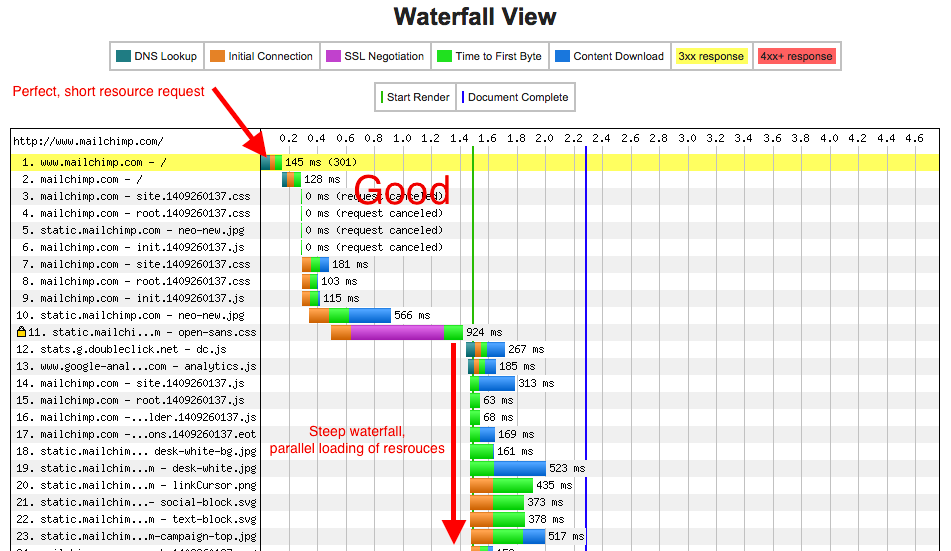 Waterfall View
DNS Lookup Initial Connection SSL Negotiation Time to First Byte Content Download 3xx response 4xx+ response
Perfect, short resource request
Start Render Document Complete
http://www.mailchimp.com/ 0.2 0.4 0.6 0.8 1.0 1.2 1.4 1.6 1.8 2.0 2.2 2.4 2.6 2.8 3.0 3.2 3.4 3.6 3.8 4.0 4.2 4.4 4.6
1. www.mailchimp.com - / 145 ms (301)
2. mailchimp.com - / 128 ms
Good
3. mailchimp.com - site.1409260137.css 0 ms (request canceled)
4. mailchimp.com - root.1409260137.css 0 ms (request canceled)
5. static.mailchimp.com - neo-new.jpg 0 ms (request canceled)
6. mailchimp.com - init.1409260137.js 0 ms (request canceled)
7. mailchimp.com - site.1409260137.css 181 ms
8. mailchimp.com - root.1409260137.css 103 ms
9. mailchimp.com - init.1409260137.js 115 ms
10. static.mailchimp.com - neo-new.jpg 566 ms
11. static.mailchi...m - open-sans.css 924 ms
12. stats.g.doubleclick.net - dc.js 267 ms
13. www.google-anal...com - analytics.js 185 ms
14. mailchimp.com - site.1409260137.js 313 ms
15. mailchimp.com - root.1409260137.js 63 ms
16. mailchimp.com -...lder.1409260137.js 68 ms
17. mailchimp.com -...ons.1409260137.eot 169 ms
Steep waterfall,
parallel loading of resrouces
18. static.mailchim... desk-white-bg.jpg 161 ms
19. static.mailchim...m - desk-white.jpg 523 ms
20. static.mailchim...m - linkCursor.png 435 ms
21. static.mailchim...- social-block.svg 373 ms
22. static.mailchim...m - text-block.svg 378 ms
23. static.mailchim...m-campaign-top.jpg 517 ms